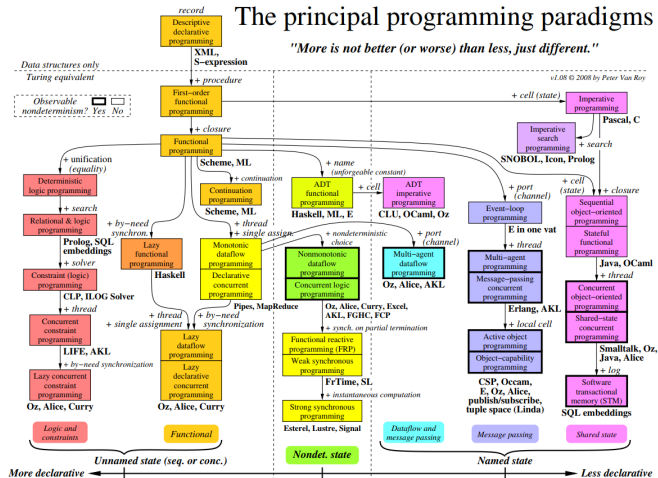 The principal programming paradigms
"More is not better (or worse) than less, just different."
v1.08 © 2008 by Peter Van Roy
record
Descriptive
declarative
programming
XML,
S−expression
Data structures only
Turing equivalent
+ procedure
Observable
nondeterminism? Yes No
First−order
functional
programming
+ cell (state)
Imperative
programming
Pascal, C
+ search
Imperative
search
programming
SNOBOL, Icon, Prolog
+ closure
Functional
programming
Scheme, ML
+ unification
(equality)
Deterministic
logic programming
+ search
Relational & logic
programming
Prolog, SQL
embeddings
+ solver
Constraint (logic)
programming
CLP, ILOG Solver
+ thread
Concurrent
constraint
programming
LIFE, AKL
+ by−need synchronization
Lazy concurrent
constraint
programming
Oz, Alice, Curry
+ continuation
Continuation
programming
Scheme, ML
+ by−need
synchron.
Lazy
functional
programming
Haskell
+ thread
+ single assignment
+ thread
+ single assign.
Monotonic
dataflow
programming
Declarative
concurrent
programming
Pipes, MapReduce
+ by−need
synchronization
Lazy
dataflow
programming
Lazy
declarative
concurrent
programming
Oz, Alice, Curry
+ name
(unforgeable constant)
ADT
functional
programming
Haskell, ML, E
+ cell
ADT
imperative
programming
CLU, OCaml, Oz
+ nondeterministic
choice
Nonmonotonic
dataflow
programming
Concurrent logic
programming
Oz, Alice, Curry, Excel,
AKL, FGHC, FCP
+ synch. on partial termination
Functional reactive
programming (FRP)
Weak synchronous
programming
FrTime, SL
+ instantaneous computation
Strong synchronous
programming
Esterel, Lustre, Signal
+ port
(channel)
Multi−agent
dataflow
programming
Oz, Alice, AKL
+ port
(channel)
Event−loop
programming
E in one vat
+ thread
Multi−agent
programming
Message−passing
concurrent
programming
Erlang, AKL
+ local cell
Active object
programming
Object−capability
programming
CSP, Occam,
E, Oz, Alice,
publish/subscribe,
tuple space (Linda)
+ cell
(state)
+ closure
Sequential
object−oriented
programming
Stateful
functional
programming
Java, OCaml
+ thread
Concurrent
object−oriented
programming
Shared−state
concurrent
programming
Smalltalk, Oz,
Java, Alice
+ log
Software
transactional
memory (STM)
SQL embeddings
Logic and
constraints
Functional
Dataflow and
message passing
Message passing
Shared state
Unnamed state (seq. or conc.)
Nondet. state
Named state
More declarative
Less declarative